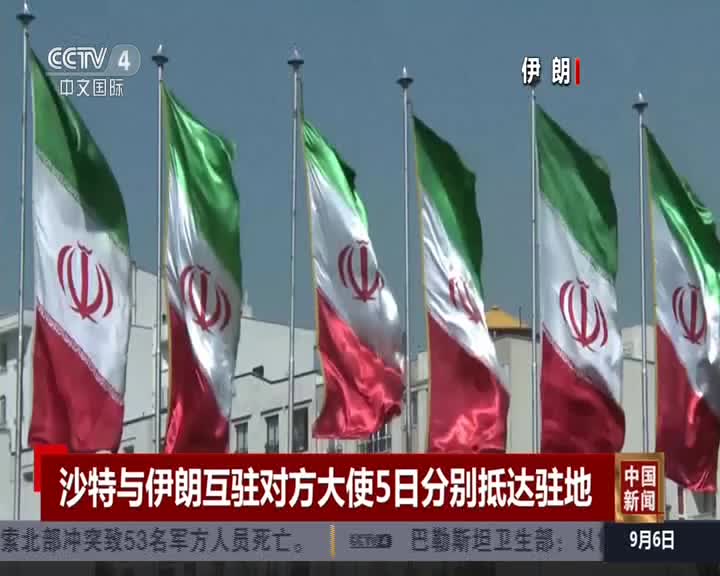 CCTV 4
中文国际
伊朗
沙特与伊朗互驻对方大使5日分别抵达驻地
中国
新闻
索北部冲突致53名军方人员死亡。 CCTV 巴勒斯坦卫生部：以
9月6日